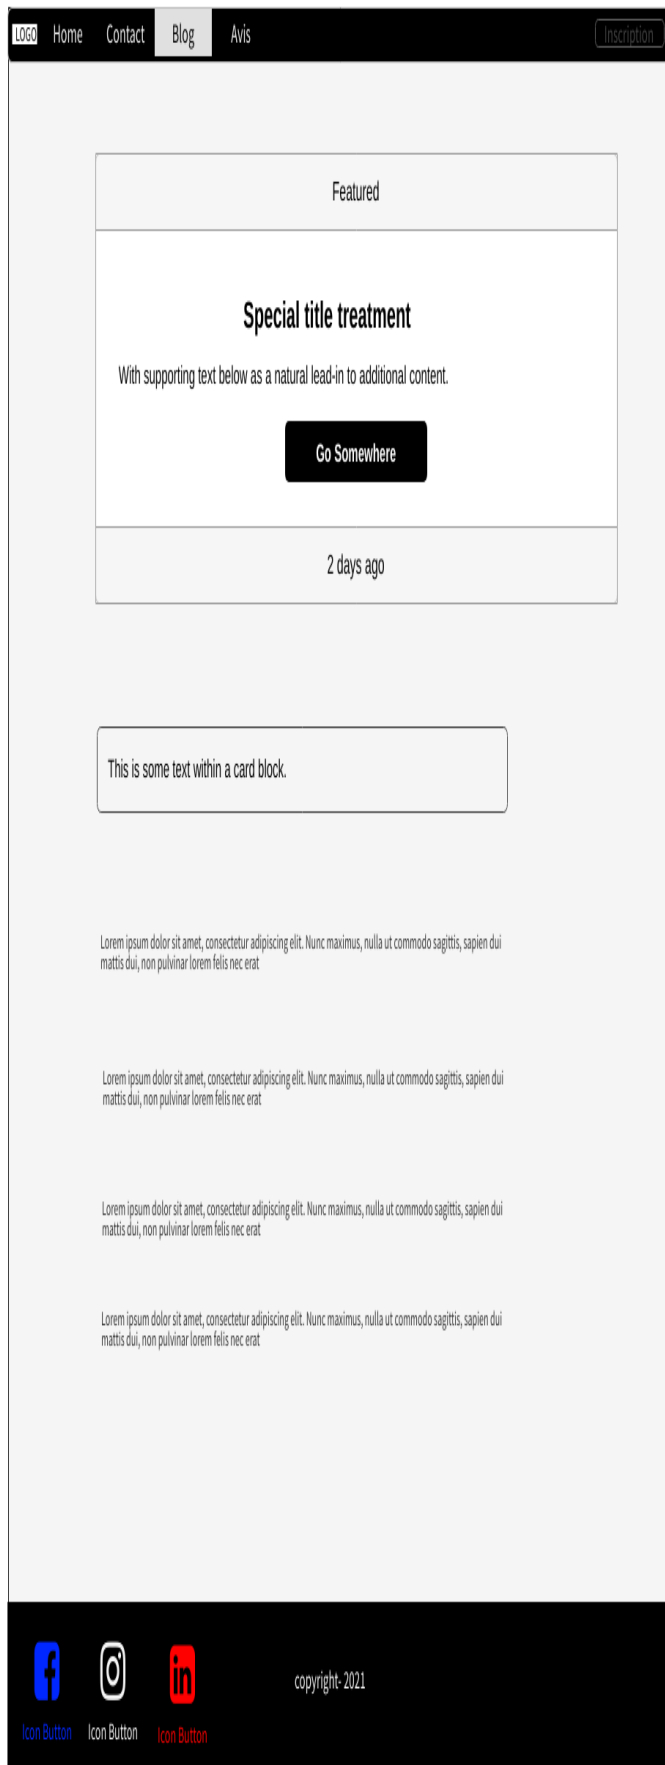 LOGO Home Contact Blog Avis Inscription
Featured
Special title treatment
With supporting text below as a natural lead-in to additional content.
Go Somewhere
2 days ago
This is some text within a card block.
Lorem ipsum dolor sit amet, consectetur adipiscing elit. Nunc maximus, nulla ut commodo sagittis, sapien dui
mattis dui, non pulvinar lorem felis nec erat
Lorem ipsum dolor sit amet, consectetur adipiscing elit. Nunc maximus, nulla ut commodo sagittis, sapien dui
mattis dui, non pulvinar lorem felis nec erat
Lorem ipsum dolor sit amet, consectetur adipiscing elit. Nunc maximus, nulla ut commodo sagittis, sapien dui
mattis dui, non pulvinar lorem felis nec erat
Lorem ipsum dolor sit amet, consectetur adipiscing elit. Nunc maximus, nulla ut commodo sagittis, sapien dui
mattis dui, non pulvinar lorem felis nec erat
in
copyright- 2021
Icon Button Icon Button Icon Button